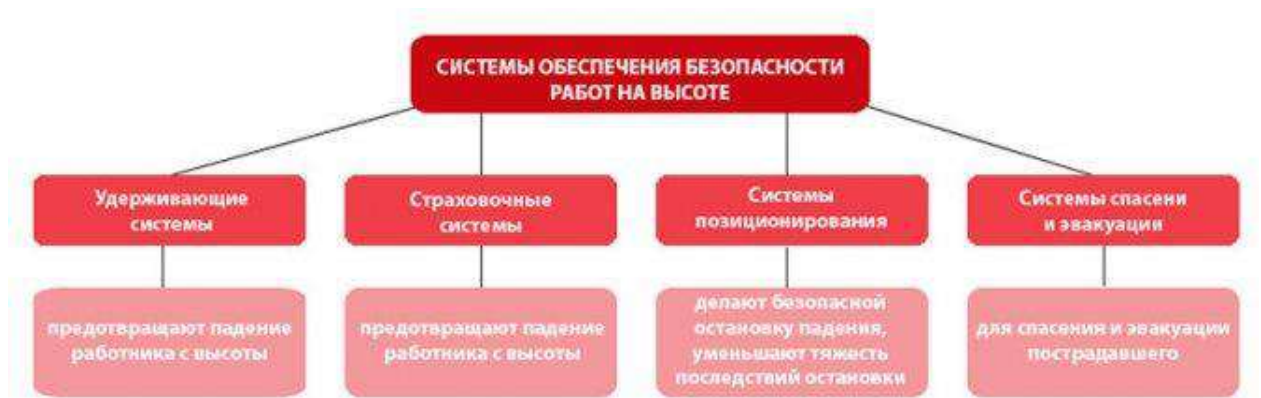 СИСТЕМЫ ОБЕСПЕЧЕНИЯ БЕЗОПАСНОСТИ
РАБОТ НА ВЫСОТЕ
Удерживающие
системы
Страховочные
системы
Системы
позиционирования
Системы спасени
и эвакуации
предотвращают падение
работника с высоты
предотвращают падение
работника с высоты
делают безопасной
остановку падения,
уменьшают тяжесть
последствий остановки
для спасения и эвакуации
пострадавшего